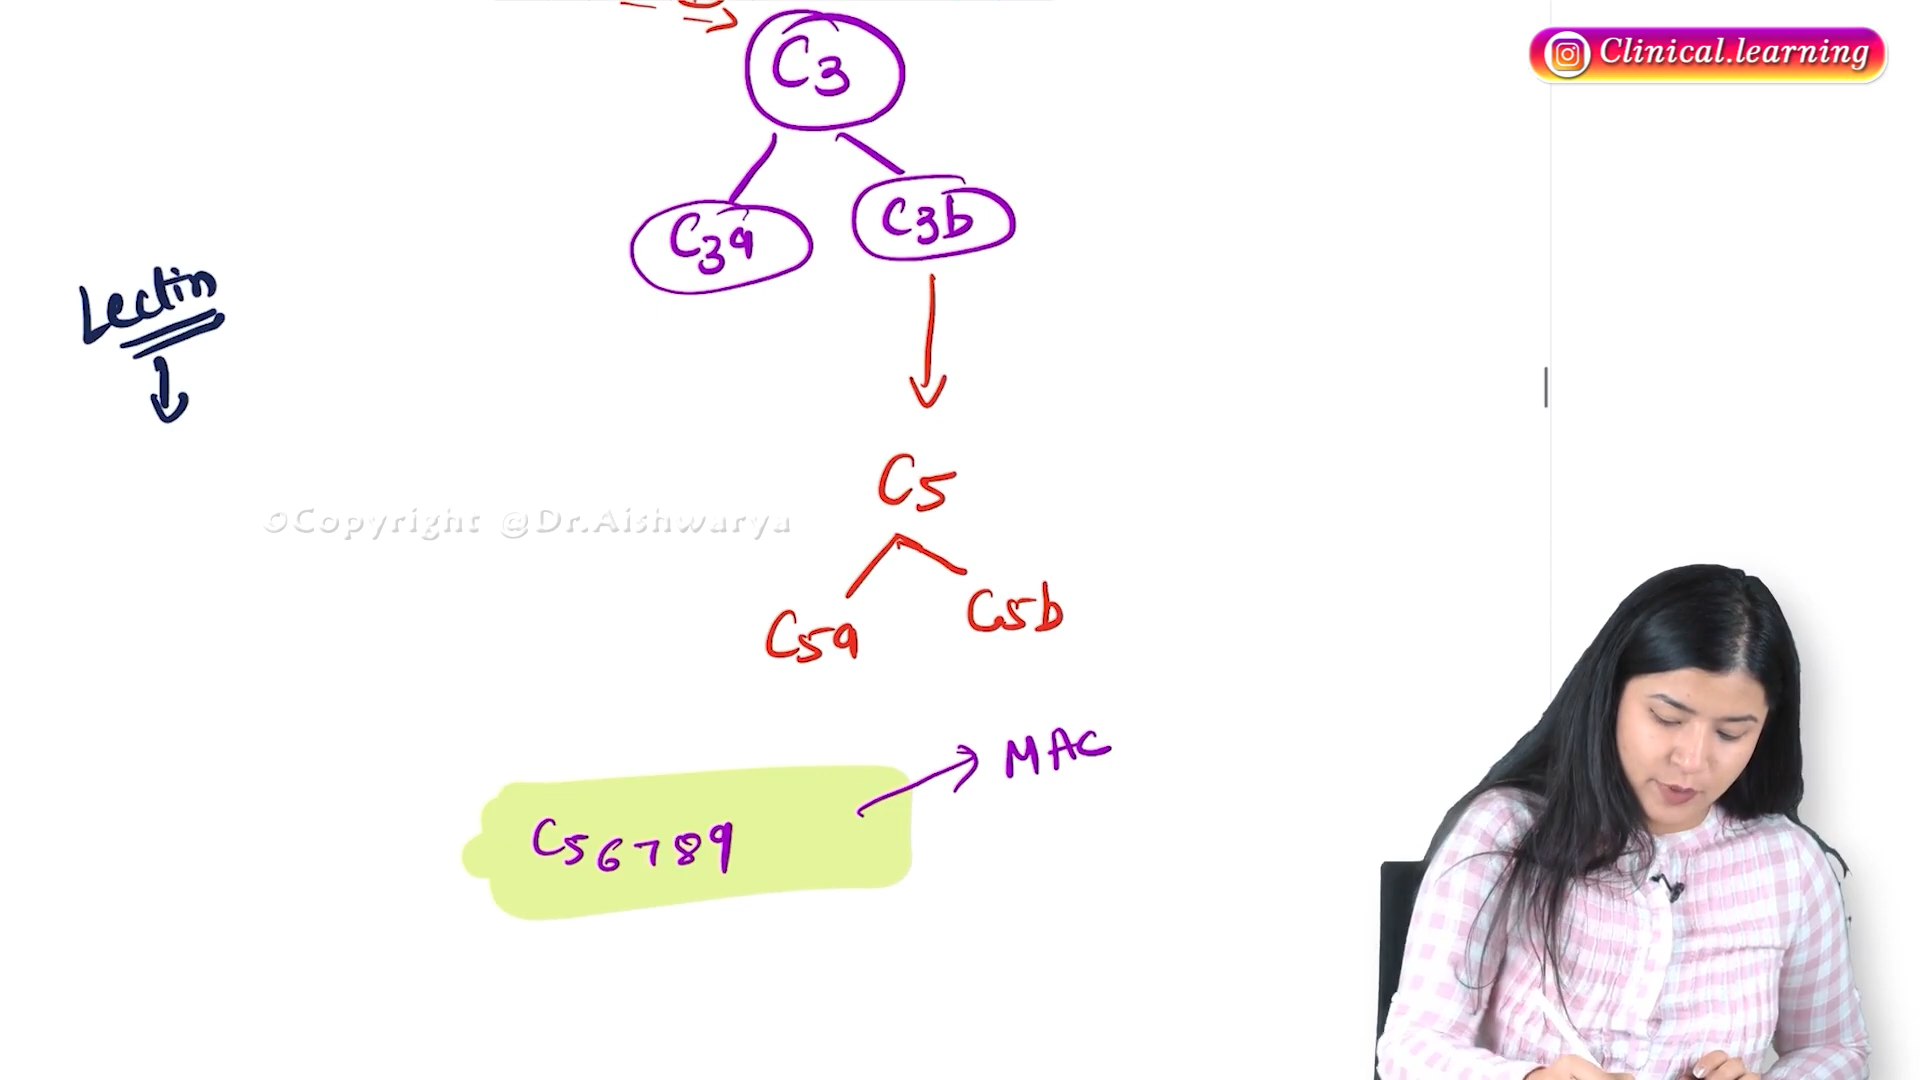 Clinical.learning
C3
C3a
C3b
Lectin
C5
©Copyright @Dr.Aishwarya
C5a
C5b
MAC
C56789